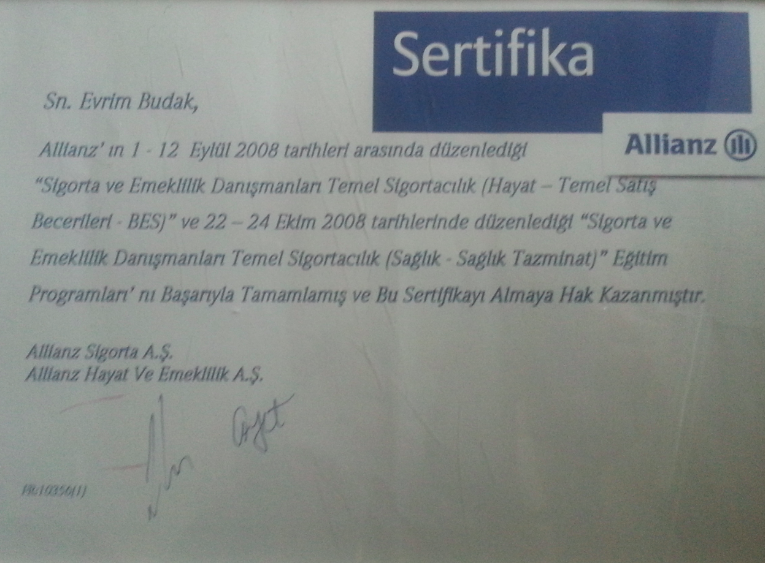 Sertifika
Allianz
Sn. Evrim Budak,
Allianz' ın 1 - 12 Eylül 2008 tarihleri arasında düzenlediği
“Sigorta ve Emeklilik Danışmanları Temel Sigortacılık (Hayat – Temel Satış
Becerileri - BES)” ve 22 – 24 Ekim 2008 tarihlerinde düzenlediği “Sigorta ve
Emeklilik Danışmanları Temel Sigortacılık (Sağlık - Sağlık Tazminat)” Eğitim
Programları' nı Başarıyla Tamamlamış ve Bu Sertifikayı Almaya Hak Kazanmıştır.
Allianz Sigorta A.Ş.
Allianz Hayat Ve Emeklilik A.Ş.